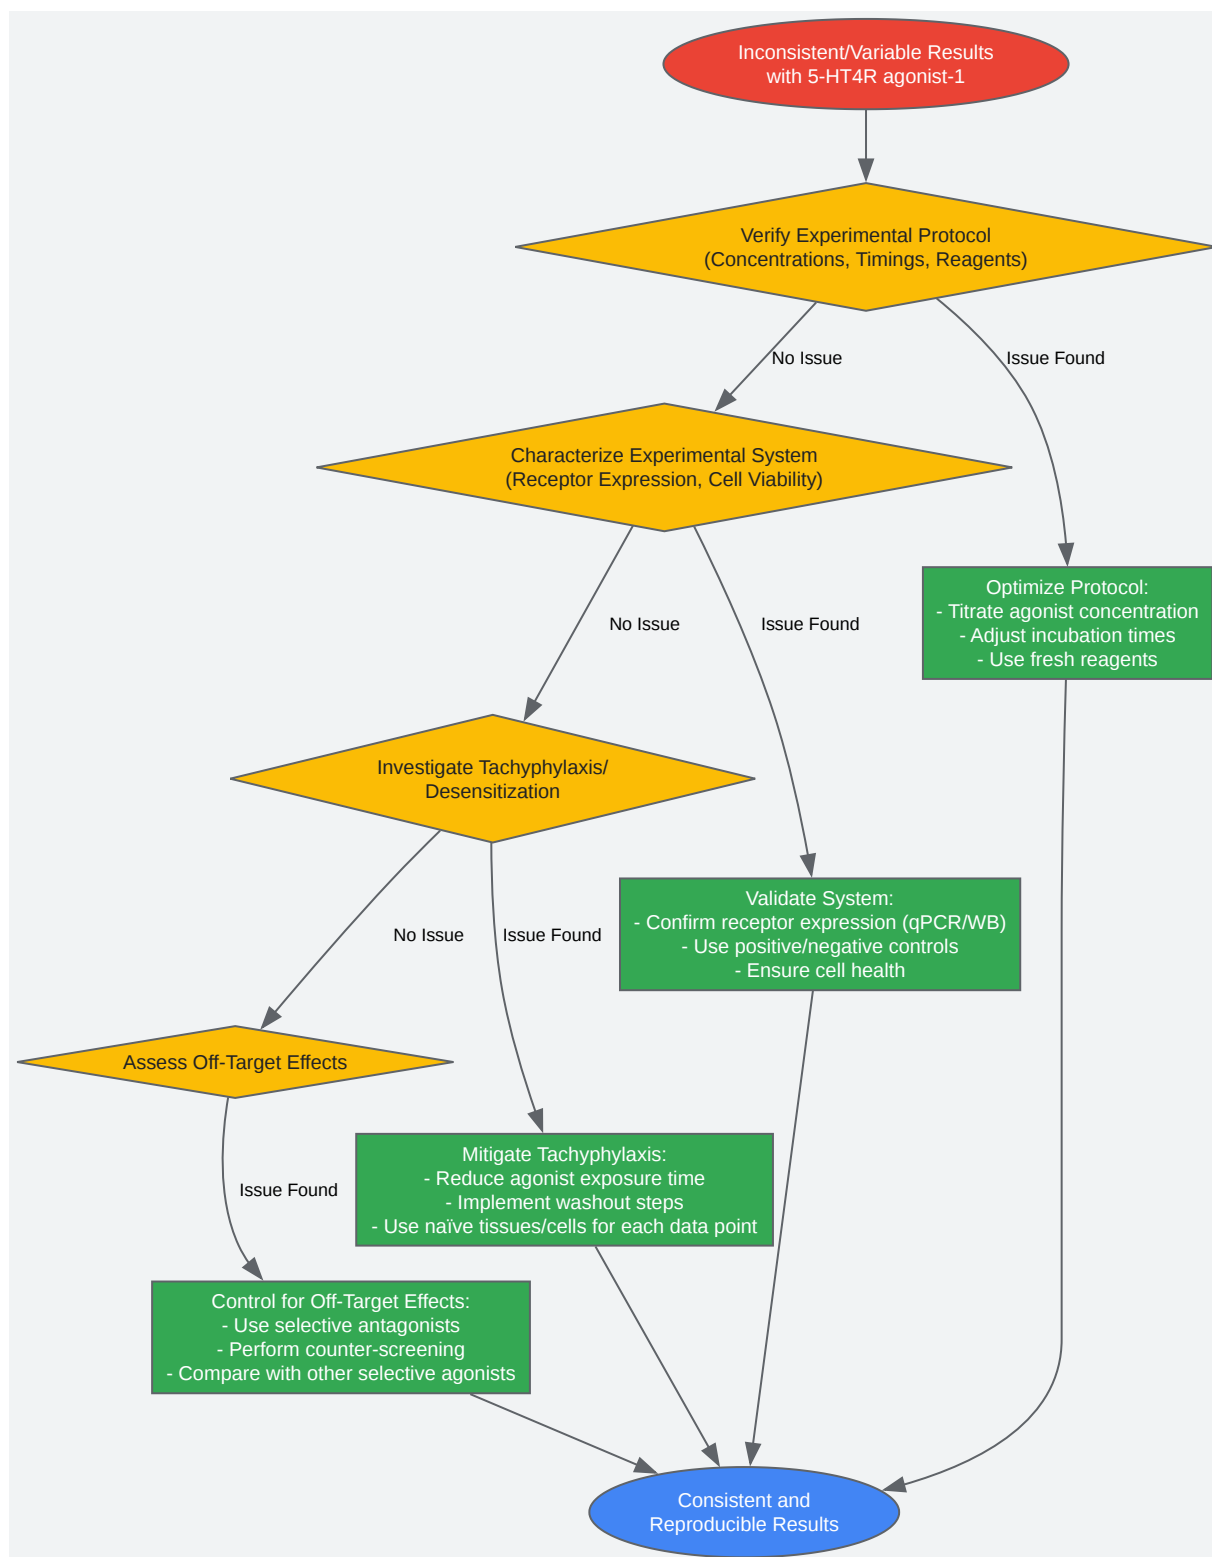 Inconsistent/Variable Results
with 5-HT4R agonist-1
Verify Experimental Protocol
(Concentrations, Timings, Reagents)
No Issue
Issue Found
Characterize Experimental System
(Receptor Expression, Cell Viability)
Optimize Protocol:
- Titrate agonist concentration
- Adjust incubation times
- Use fresh reagents
No Issue
Issue Found
Investigate Tachyphylaxis/
Desensitization
Validate System:
- Confirm receptor expression (qPCR/WB)
- Use positive/negative controls
- Ensure cell health
No Issue
Issue Found
Assess Off-Target Effects
Mitigate Tachyphylaxis:
- Reduce agonist exposure time
- Implement washout steps
- Use naïve tissues/cells for each data point
Issue Found
Control for Off-Target Effects:
- Use selective antagonists
- Perform counter-screening
- Compare with other selective agonists
Consistent and
Reproducible Results